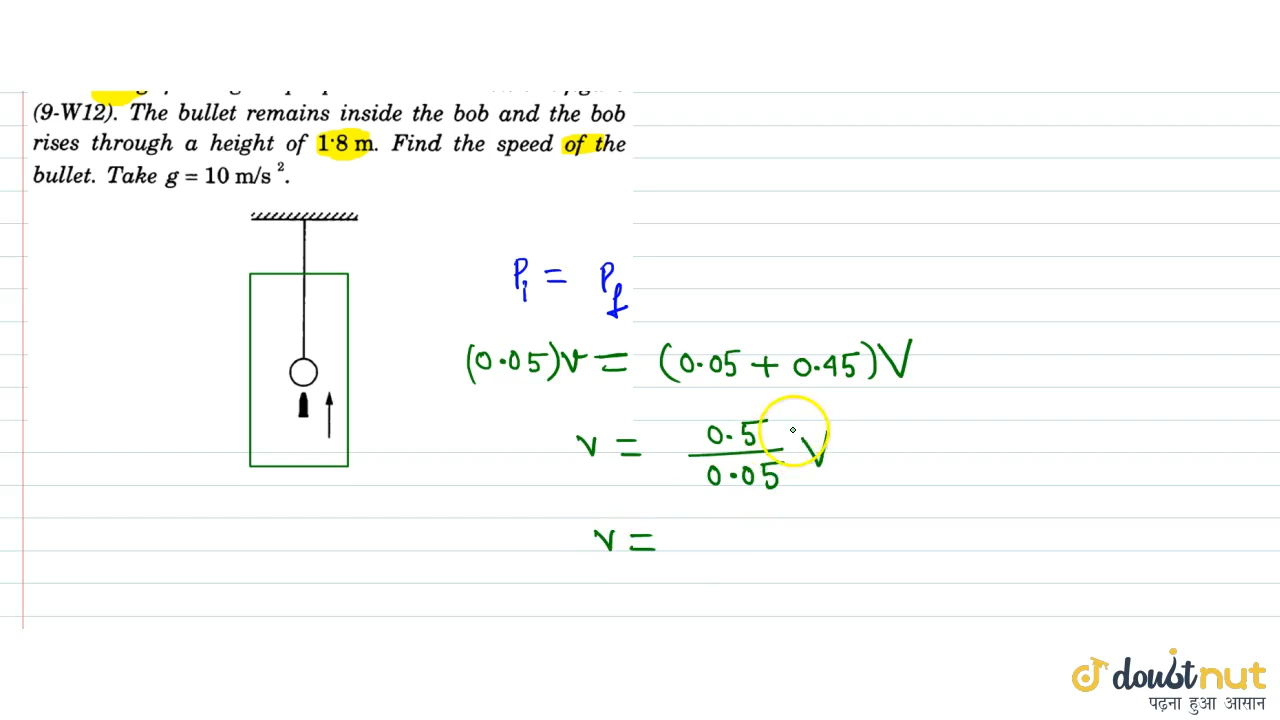 (9-W12). The bullet remains inside the bob and the bob
rises through a height of 1·8 m. Find the speed of the
bullet. Take g = 10 m/s².
P_i = P_f
(0.05)v = (0.05 + 0.45)V
v = 0.5/0.05 V
v =
doubtnut
पढ़ना हुआ आसान